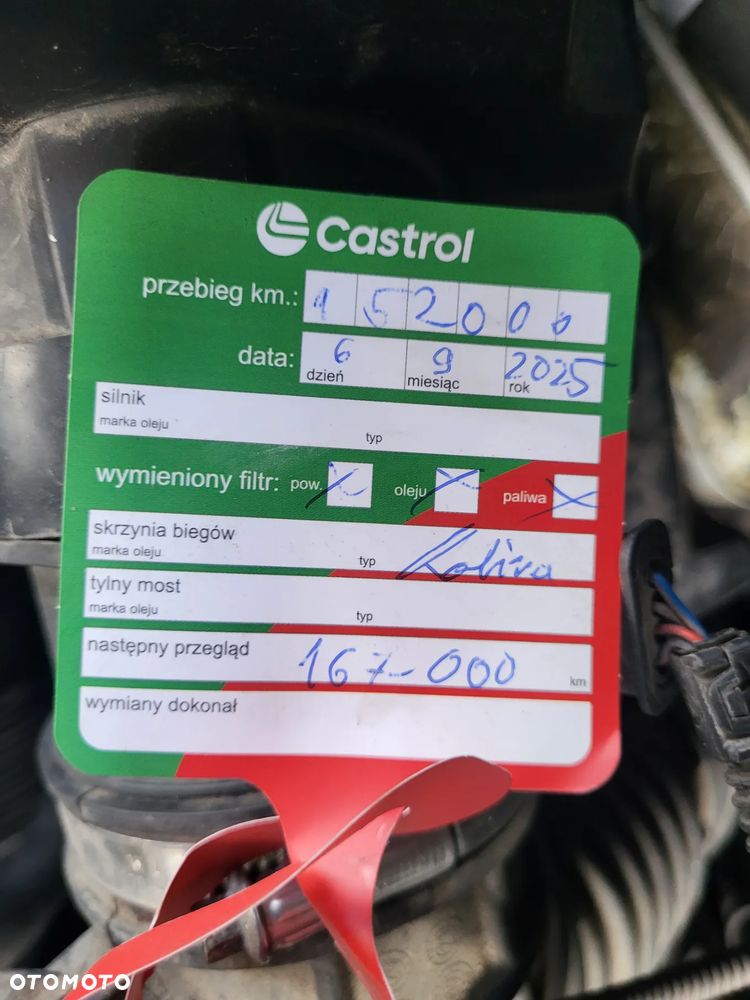 Castrol
przebieg km.: 152000
data: 6 dzień 9 miesiąc 2025 rok
silnik
marka oleju typ
wymieniony filtr: pow. X oleju X paliwa X
skrzynia biegów
marka oleju typ
tylny most
marka oleju typ
następny przegląd 167-000 km
wymiany dokonał
OTOMOTO